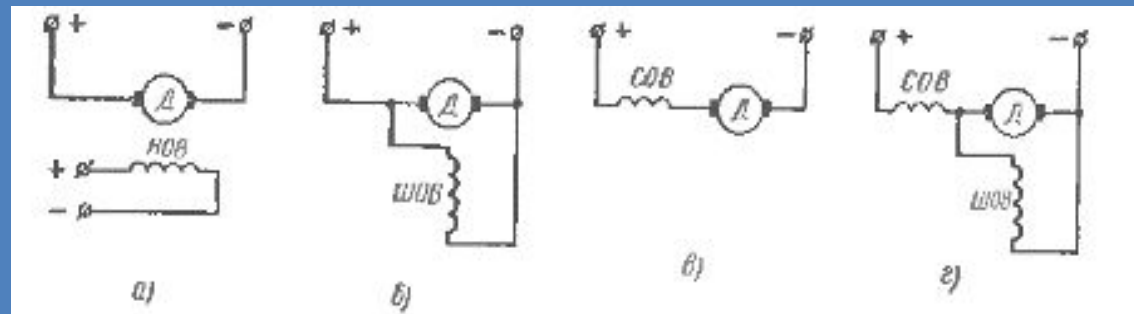 + - + - + - + -
Д Д СОВ Д СОВ Д
+ НОВ
- ШОВ ШОВ
а) б) в) г)